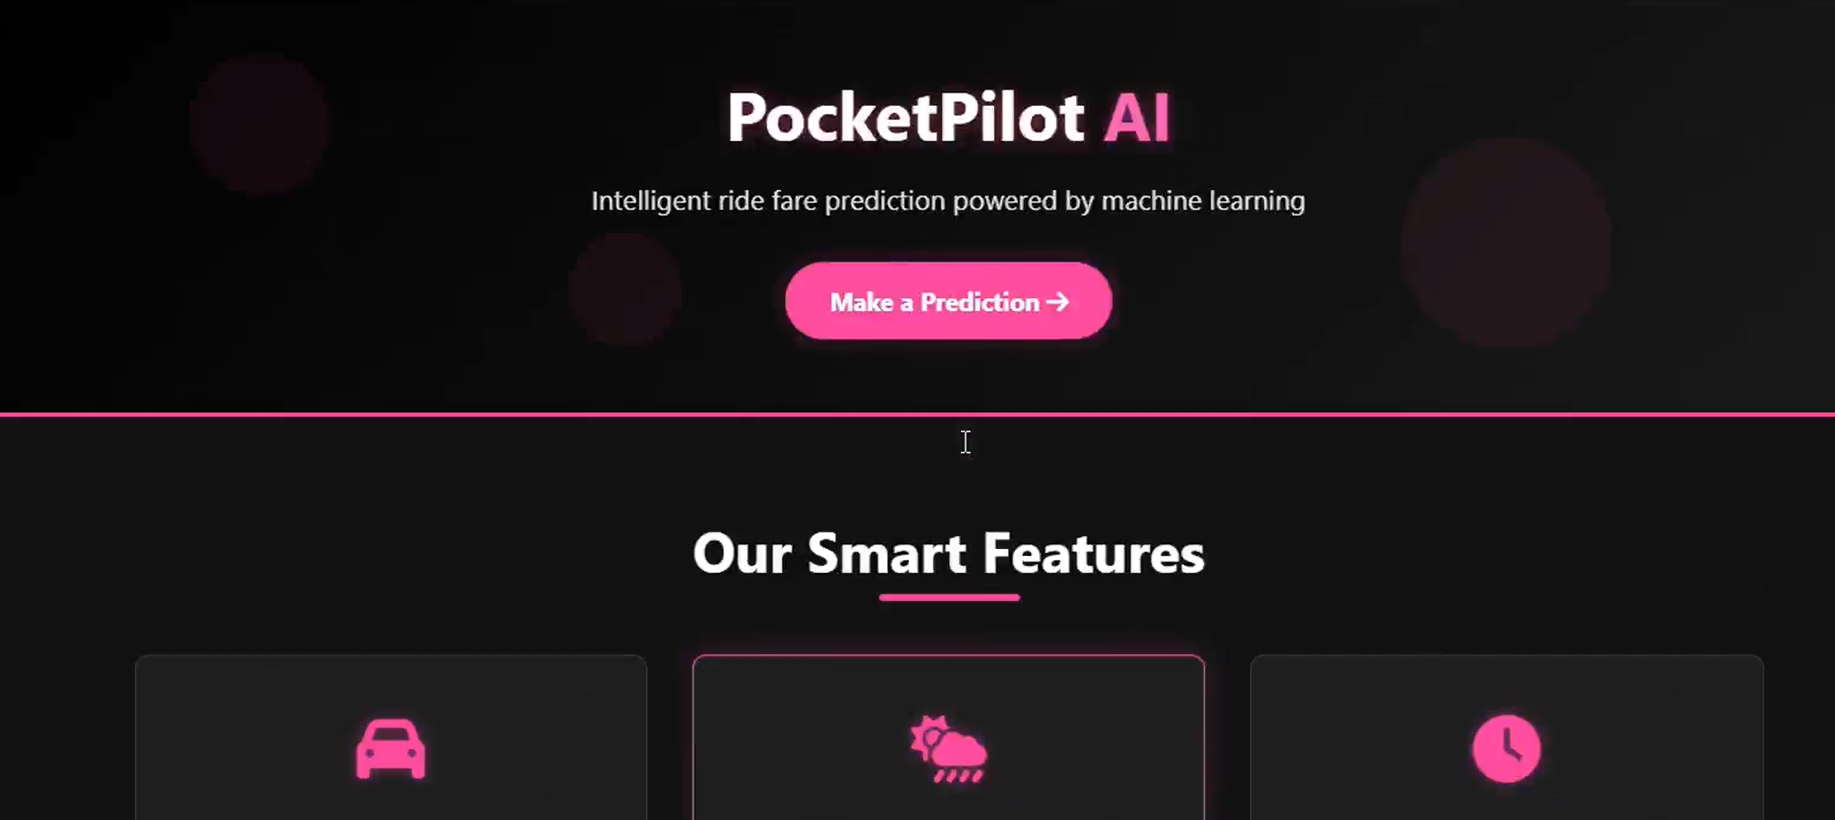 PocketPilot AI
Intelligent ride fare prediction powered by machine learning
Make a Prediction →
Our Smart Features